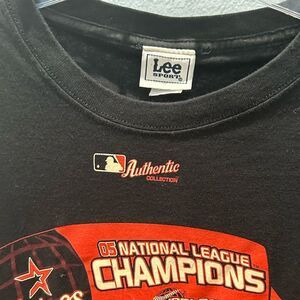 Lee
SPORT
Authentic
COLLECTION
05 NATIONAL LEAGUE
CHAMPIONS